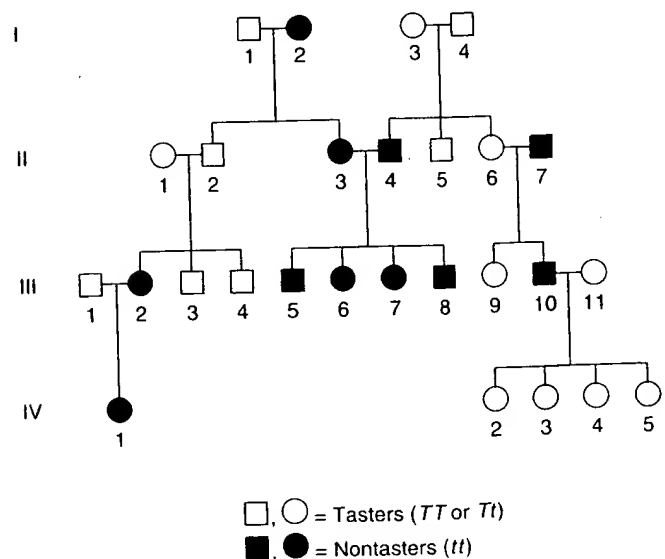 I
1 2 3 4
II
1 2 3 4 5 6 7
III
1 2 3 4 5 6 7 8 9 10 11
IV
1 2 3 4 5
, = Tasters (TT or Tt)
, = Nontasters (tt)